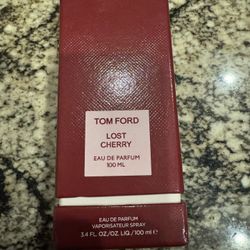 TOM FORD
LOST
CHERRY
EAU DE PARFUM
100 ML
EAU DE PARFUM
VAPORISATEUR SPRAY
3.4 FL.OZ./OZ.LIQ./100 ml ℮